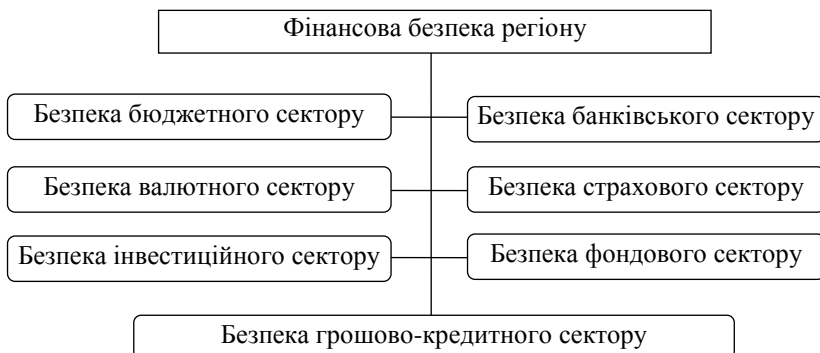 Фінансова безпека регіону
Безпека бюджетного сектору
Безпека банківського сектору
Безпека валютного сектору
Безпека страхового сектору
Безпека інвестиційного сектору
Безпека фондового сектору
Безпека грошово-кредитного сектору